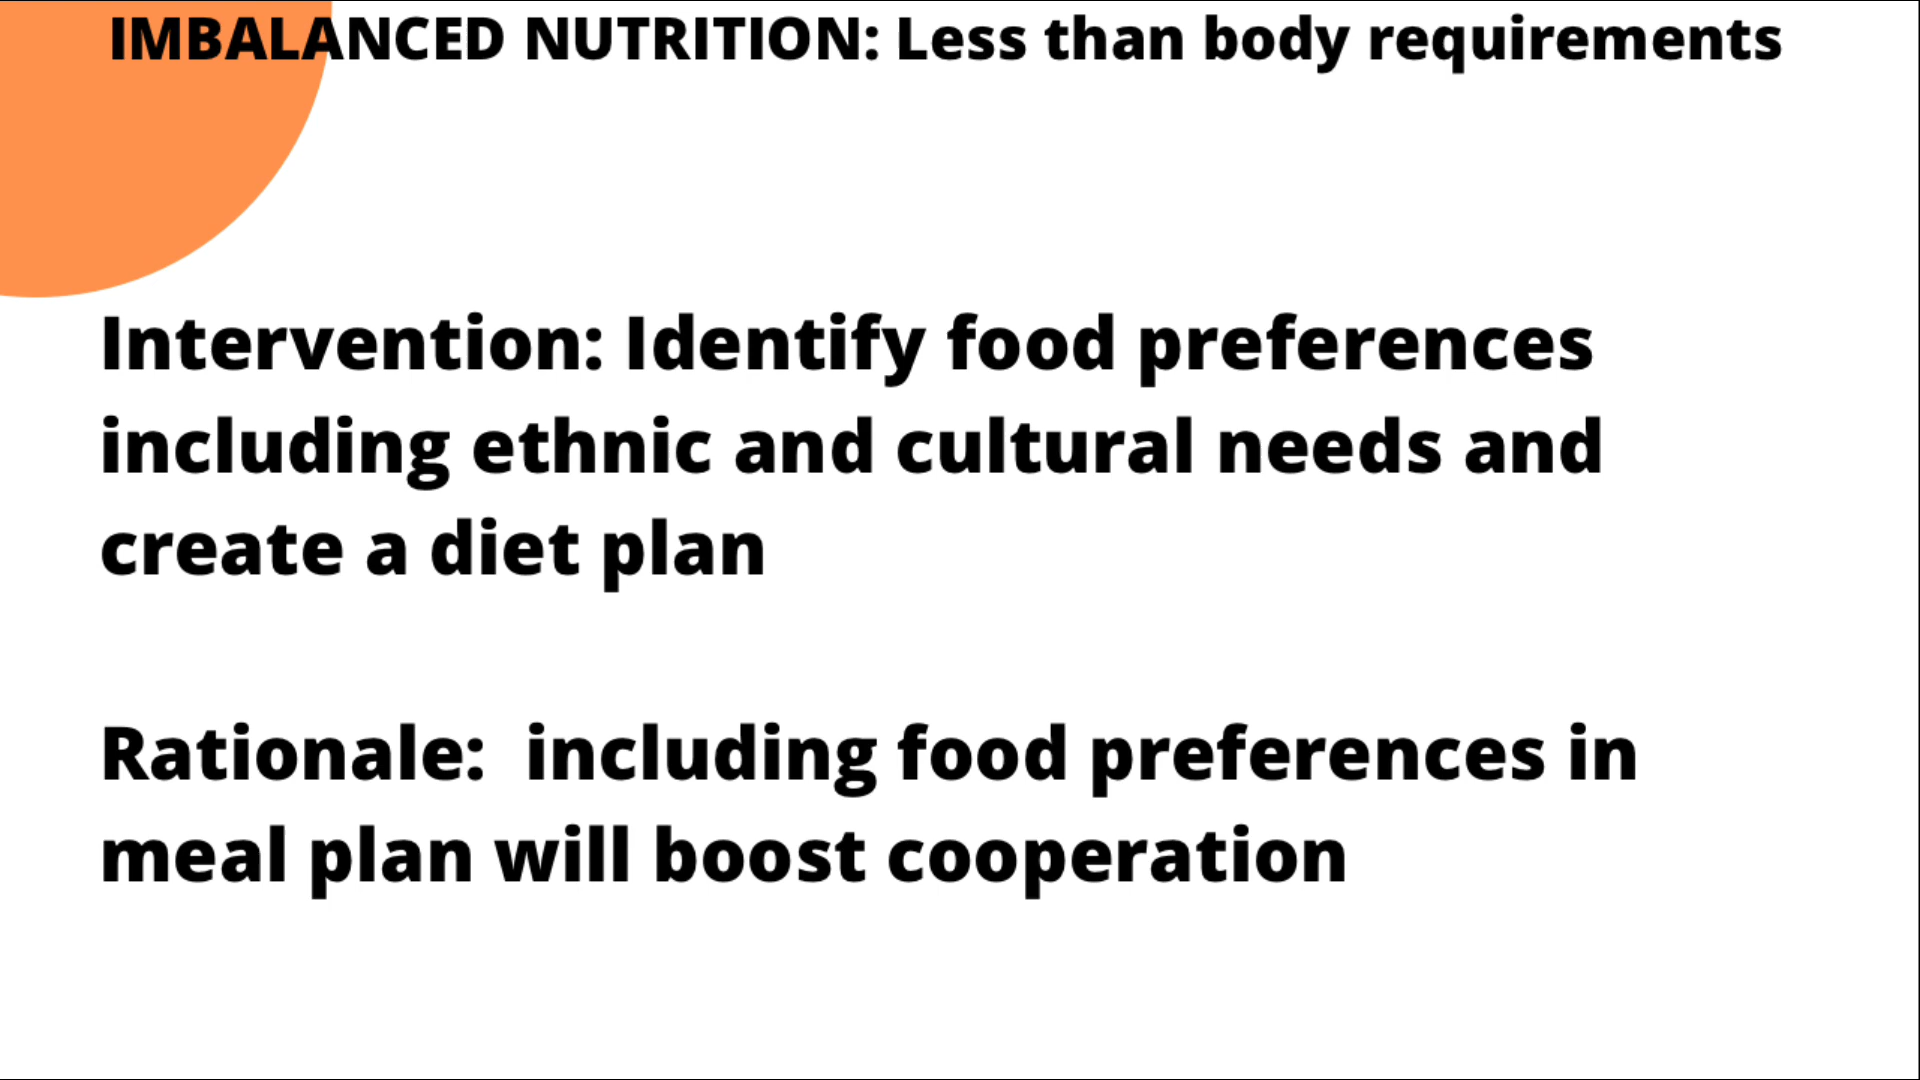 IMBALANCED NUTRITION: Less than body requirements
Intervention: Identify food preferences
including ethnic and cultural needs and
create a diet plan
Rationale:  including food preferences in
meal plan will boost cooperation